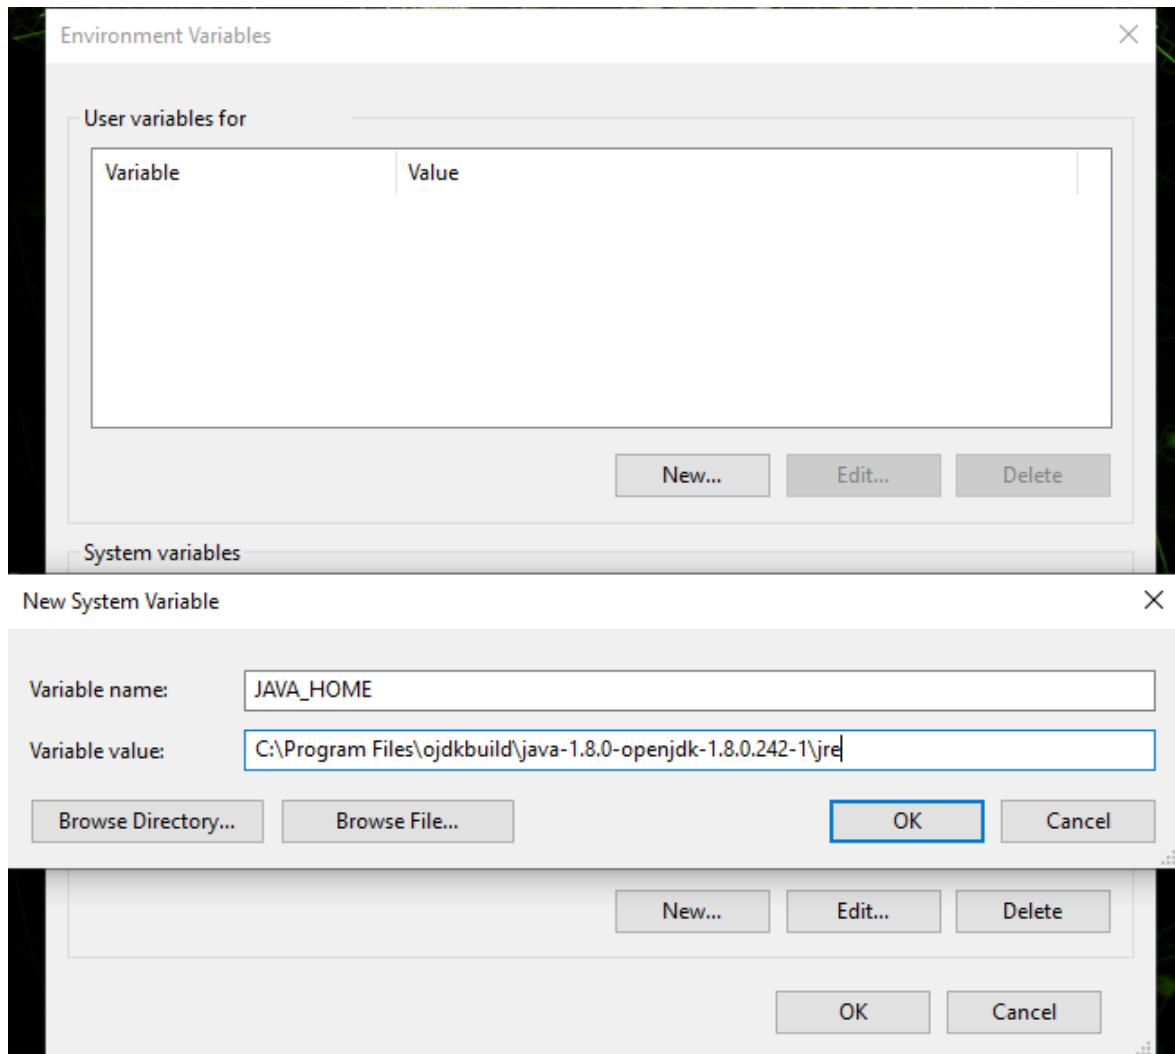 Environment Variables
User variables for
Variable Value
New... Edit... Delete
System variables
New System Variable
Variable name: JAVA_HOME
Variable value: C:\Program Files\ojdkbuild\java-1.8.0-openjdk-1.8.0.242-1\jre
Browse Directory... Browse File... OK Cancel
New... Edit... Delete
OK Cancel